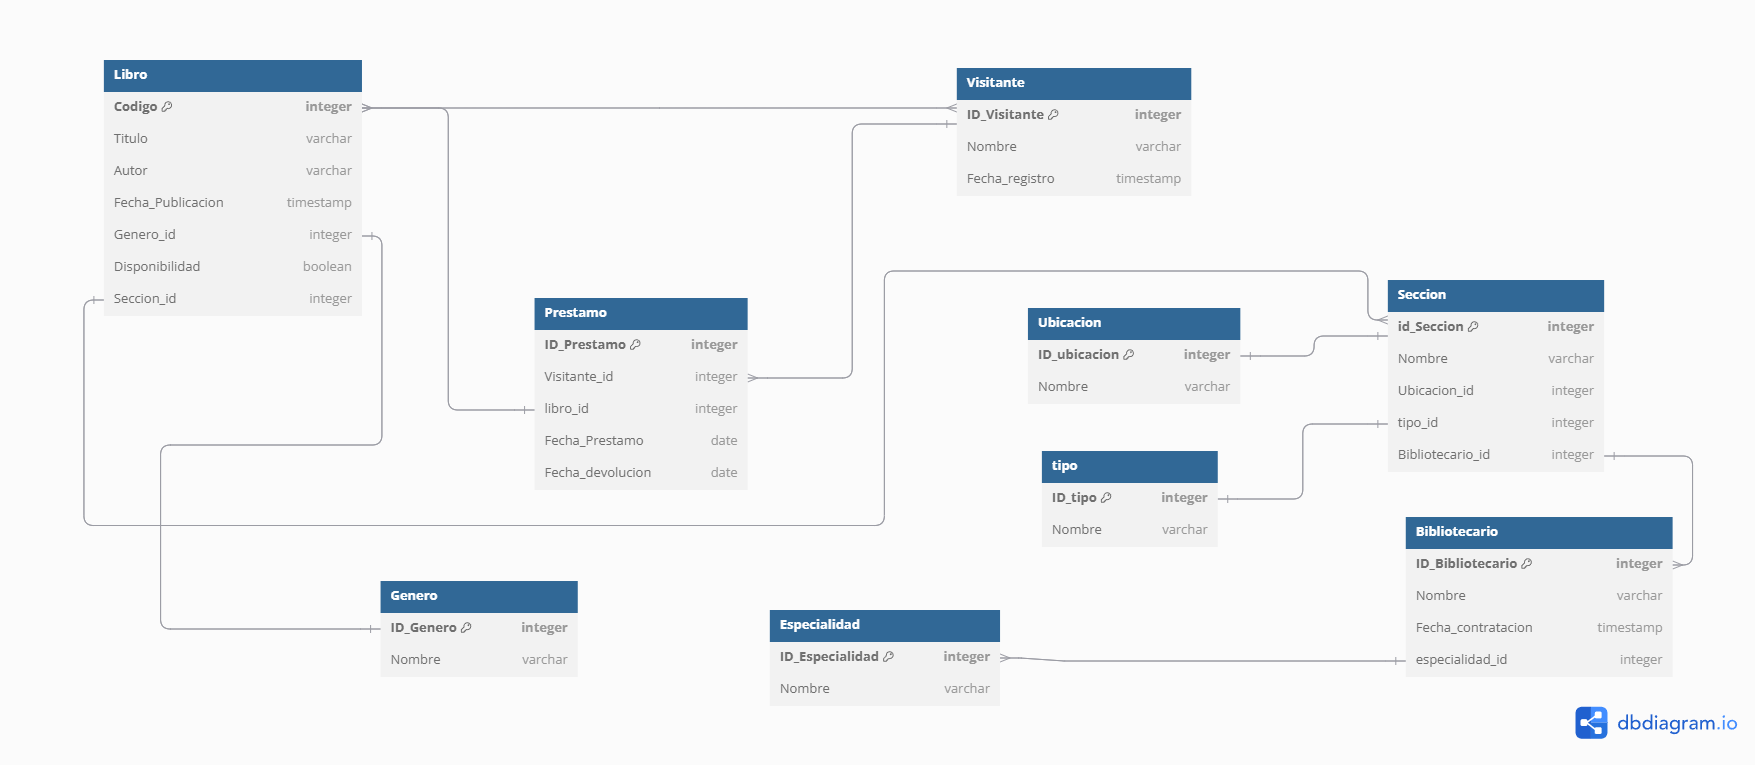 Libro
Codigo integer
Titulo varchar
Autor varchar
Fecha_Publicacion timestamp
Genero_id integer
Disponibilidad boolean
Seccion_id integer
Visitante
ID_Visitante integer
Nombre varchar
Fecha_registro timestamp
Prestamo
ID_Prestamo integer
Visitante_id integer
libro_id integer
Fecha_Prestamo date
Fecha_devolucion date
Ubicacion
ID_ubicacion integer
Nombre varchar
Seccion
id_Seccion integer
Nombre varchar
Ubicacion_id integer
tipo_id integer
Bibliotecario_id integer
tipo
ID_tipo integer
Nombre varchar
Bibliotecario
ID_Bibliotecario integer
Nombre varchar
Fecha_contratacion timestamp
especialidad_id integer
Genero
ID_Genero integer
Nombre varchar
Especialidad
ID_Especialidad integer
Nombre varchar
dbdiagram.io